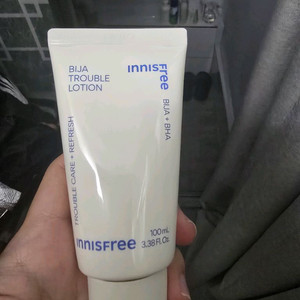 BIJA
TROUBLE
LOTION
innisfree
BIJA + BHA
TROUBLE CARE + REFRESH
100 mL
3.38 Fl.Oz.
innisfree